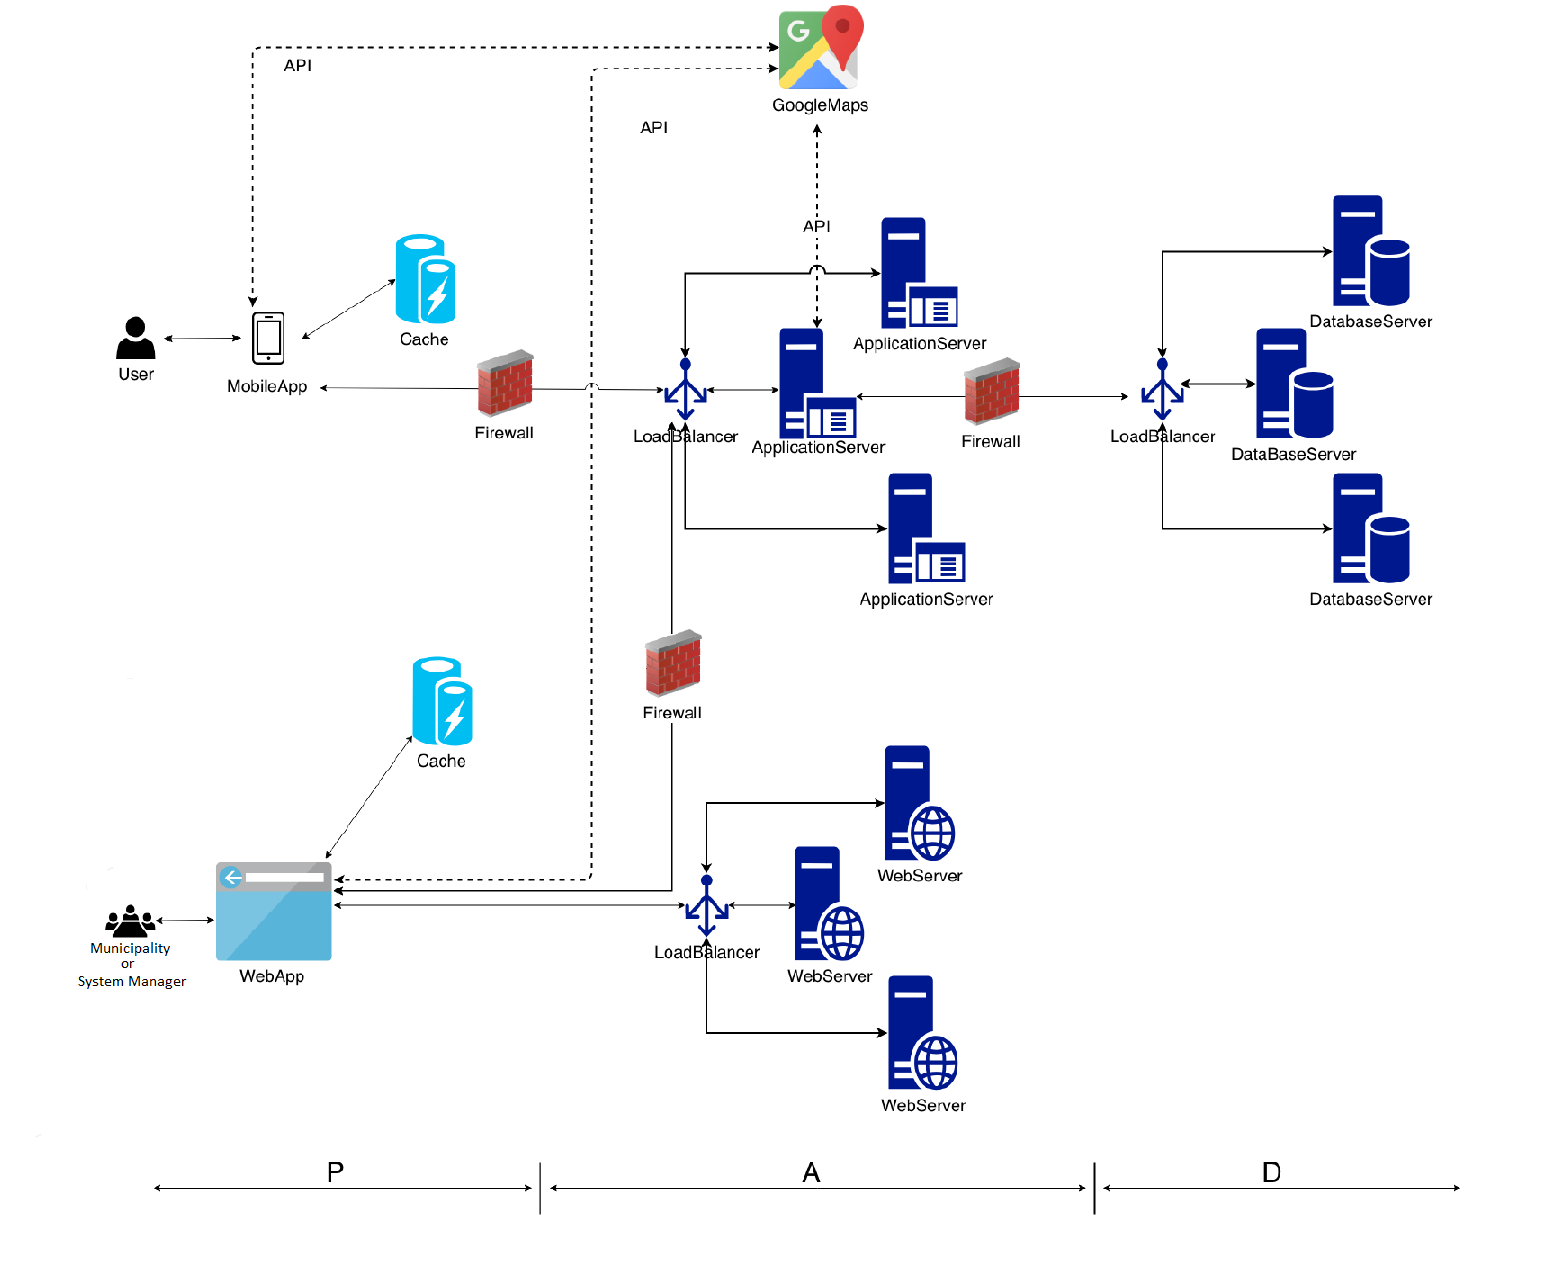 API
GoogleMaps
API
API
DatabaseServer
Cache
ApplicationServer
User
MobileApp
Firewall
LoadBalancer
ApplicationServer
Firewall
LoadBalancer
DataBaseServer
ApplicationServer
DatabaseServer
Firewall
Cache
WebServer
Municipality
or
System Manager
WebApp
LoadBalancer
WebServer
WebServer
P
A
D